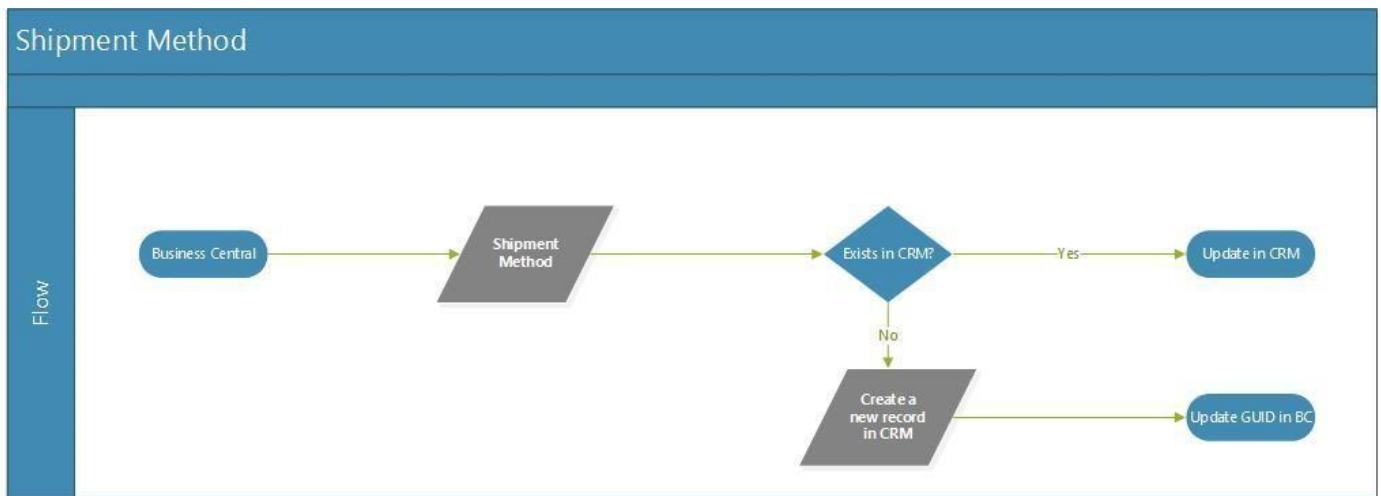 Shipment Method
Flow
Business Central
Shipment
Method
Exists in CRM?
Yes
Update in CRM
No
Create a
new record
in CRM
Update GUID in BC